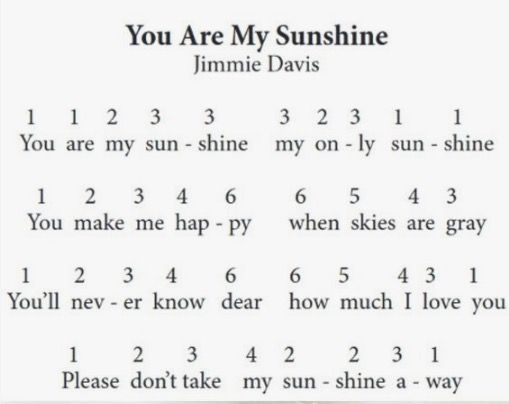 You Are My Sunshine
Jimmie Davis
1 1 2 3 3 3 2 3 1 1
You are my sun - shine my on - ly sun - shine
1 2 3 4 6 6 5 4 3
You make me hap - py when skies are gray
1 2 3 4 6 6 5 4 3 1
You'll nev - er know dear how much I love you
1 2 3 4 2 2 3 1
Please don't take my sun - shine a - way